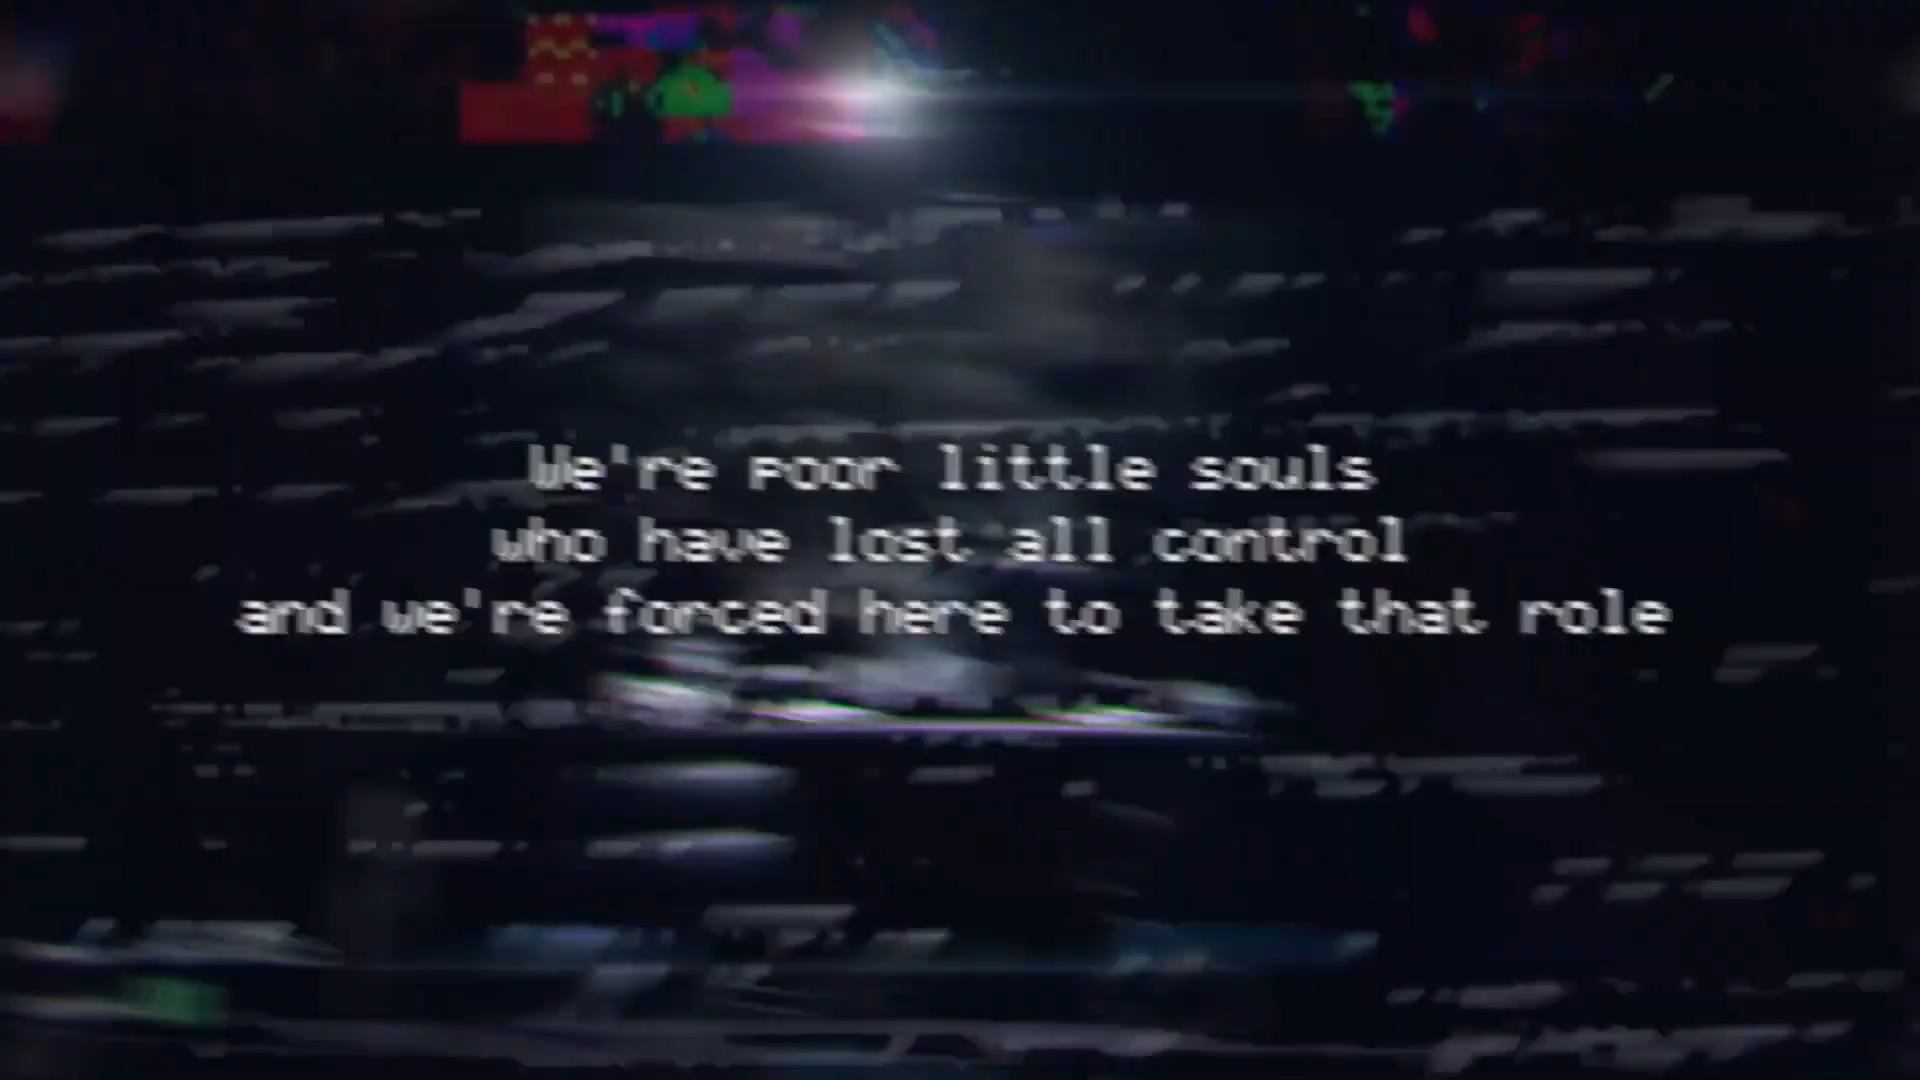 We're poor little souls
who have lost all control
and we're forced here to take that role